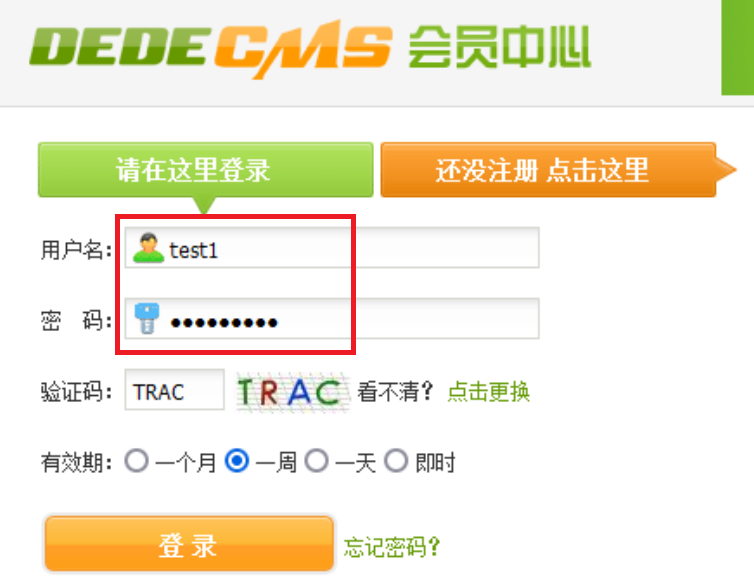 DEDECMS 会员中心
请在这里登录 还没注册 点击这里
用户名： test1
密 码： •••••••••
验证码： TRAC TRAC 看不清？ 点击更换
有效期： 一个月 一周 一天 即时
登 录 忘记密码？